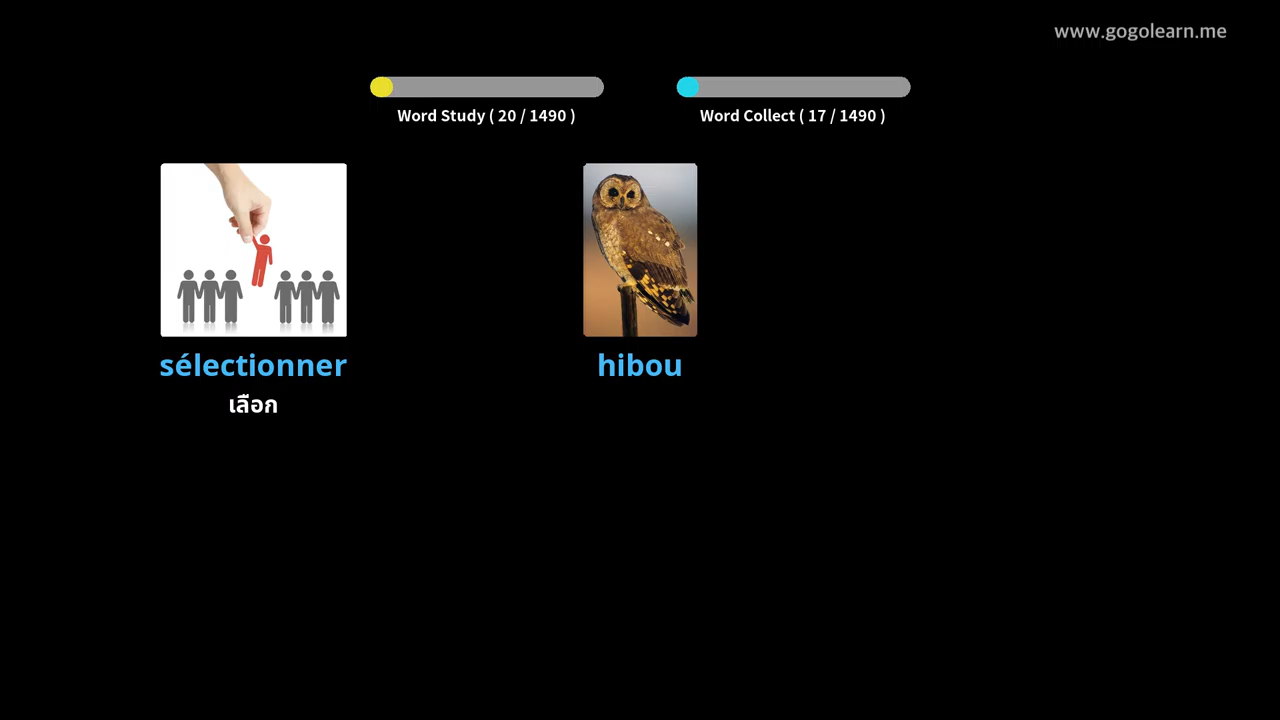 www.gogolearn.me
Word Study ( 20 / 1490 )
Word Collect ( 17 / 1490 )
sélectionner
เลือก
hibou